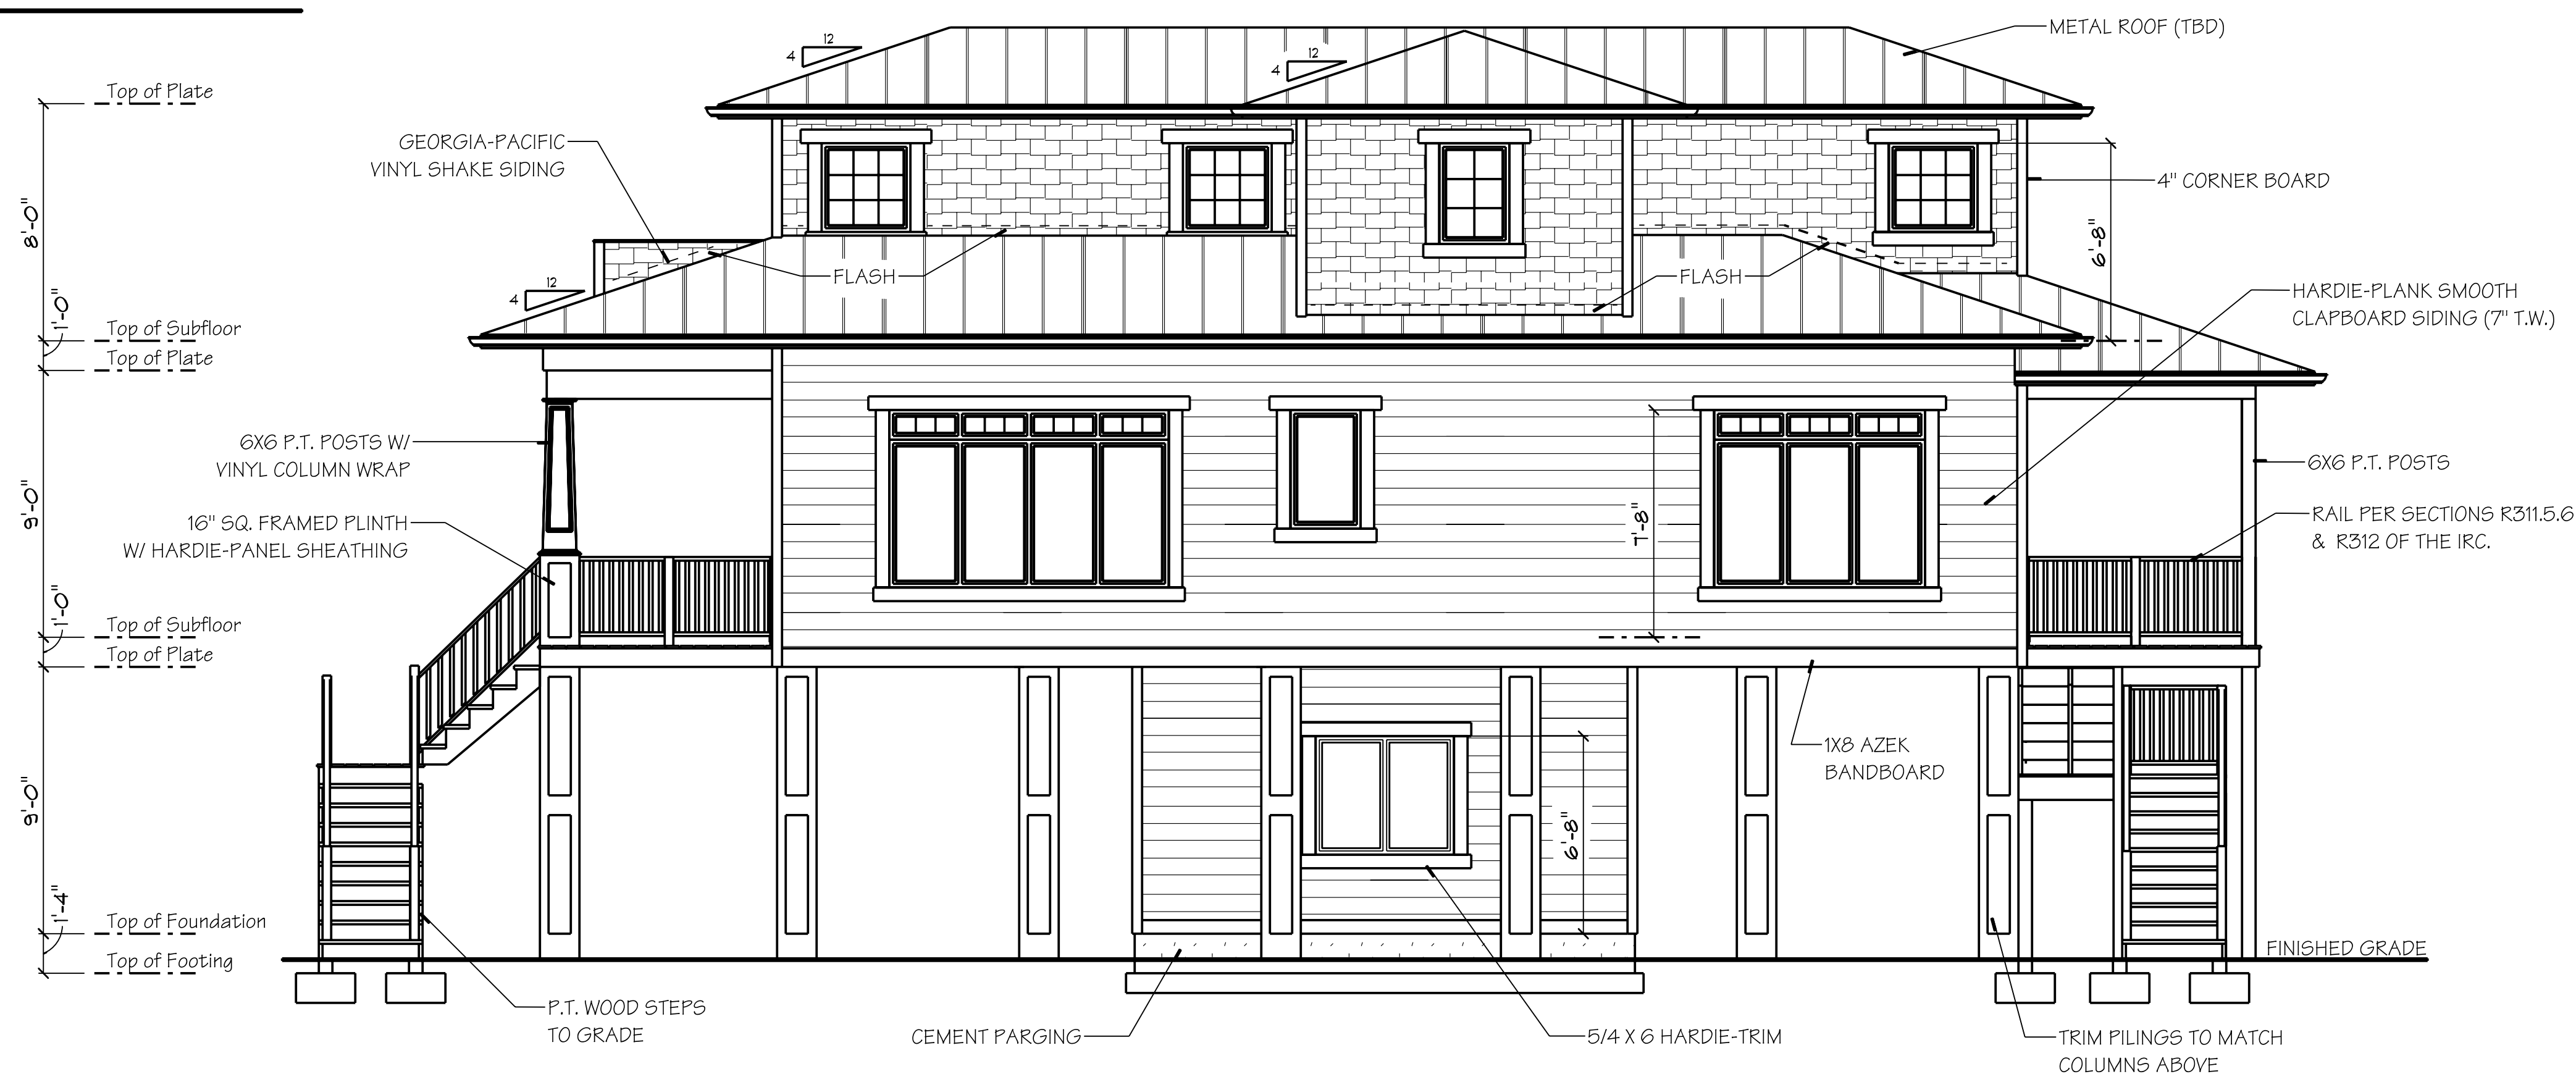 METAL ROOF (TBD)
12
4
12
4
Top of Plate
GEORGIA-PACIFIC
VINYL SHAKE SIDING
4" CORNER BOARD
8'-0"
6'-8"
FLASH
FLASH
12
4
HARDIE-PLANK SMOOTH
CLAPBOARD SIDING (7" T.W.)
1'-0"
Top of Subfloor
Top of Plate
6X6 P.T. POSTS W/
VINYL COLUMN WRAP
6X6 P.T. POSTS
9'-0"
16" SQ. FRAMED PLINTH
W/ HARDIE-PANEL SHEATHING
7'-8"
RAIL PER SECTIONS R311.5.6
& R312 OF THE IRC.
1'-0"
Top of Subfloor
Top of Plate
1X8 AZEK
BANDBOARD
9'-0"
6'-8"
1'-4"
Top of Foundation
Top of Footing
FINISHED GRADE
P.T. WOOD STEPS
TO GRADE
CEMENT PARGING
5/4 X 6 HARDIE-TRIM
TRIM PILINGS TO MATCH
COLUMNS ABOVE